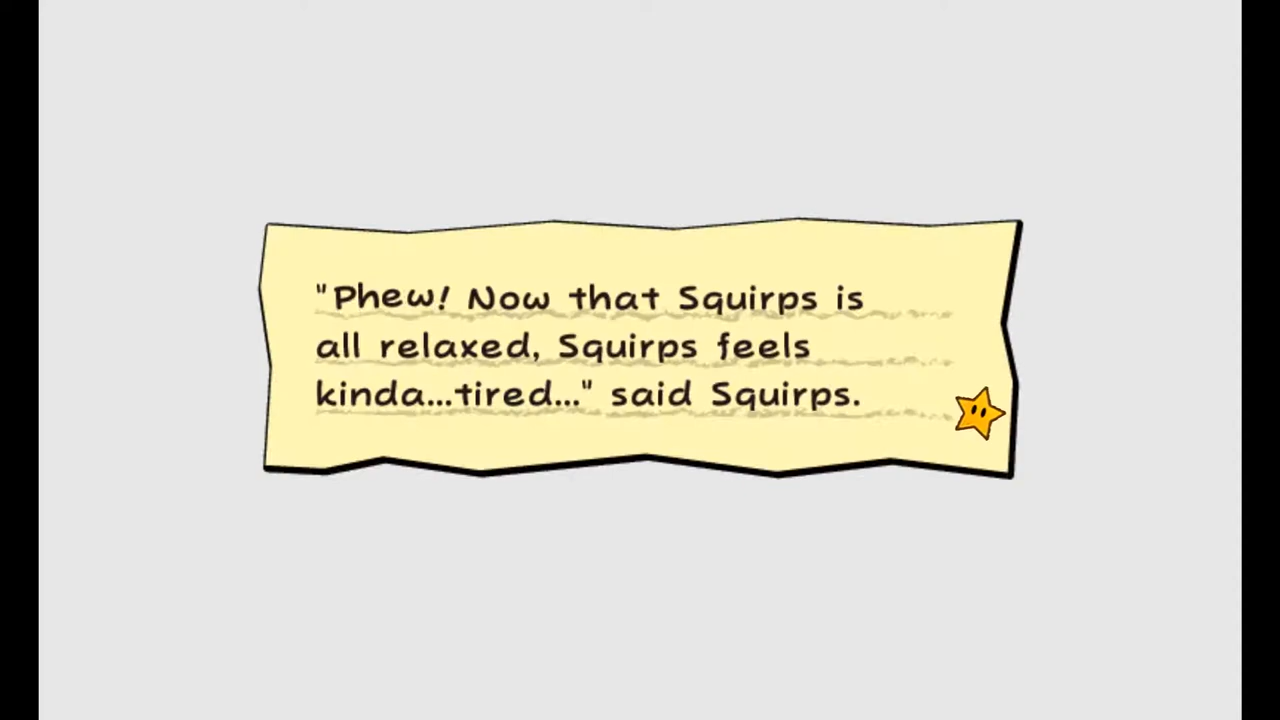 "Phew! Now that Squirps is
all relaxed, Squirps feels
kinda...tired..." said Squirps.